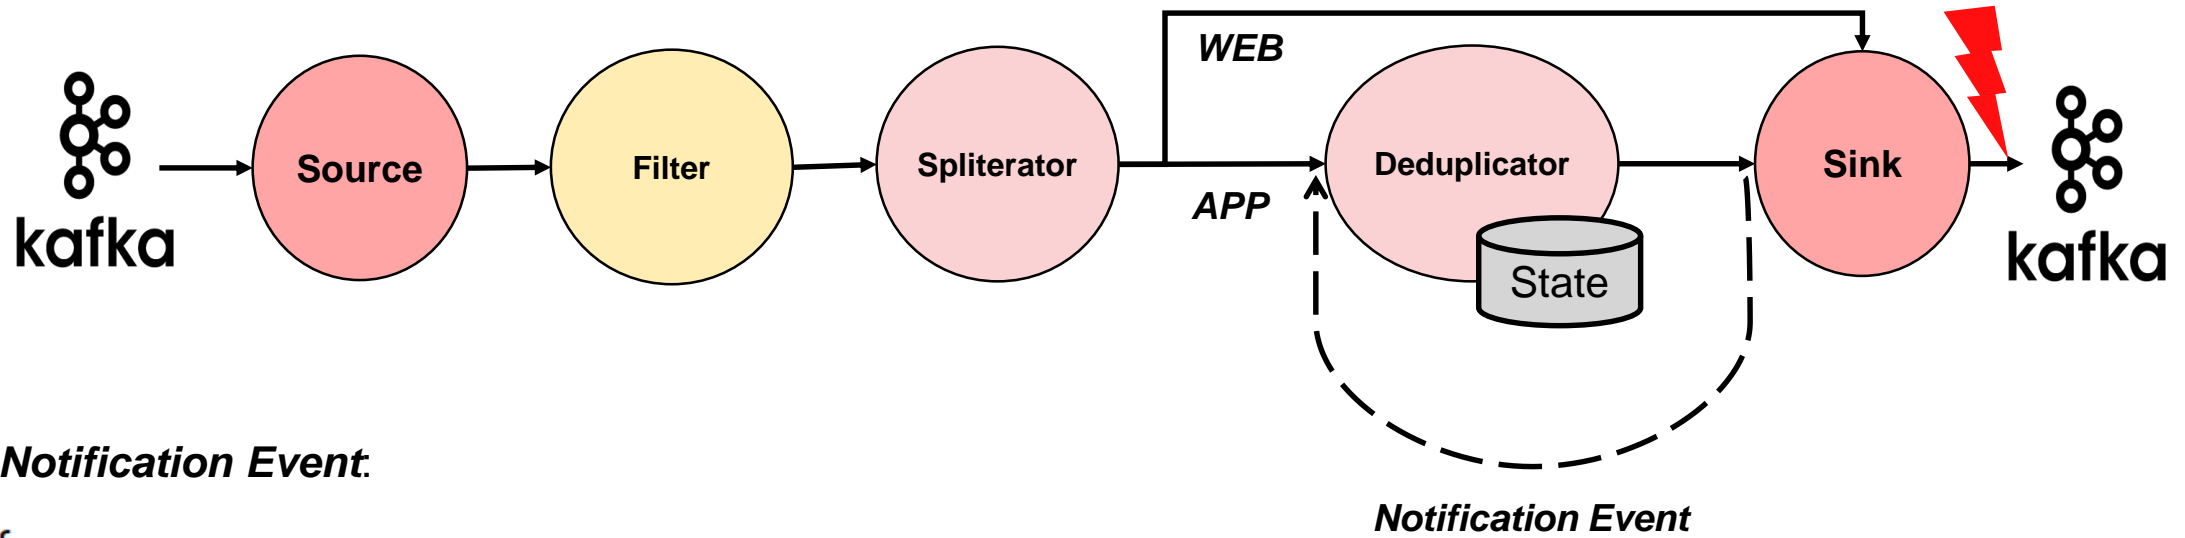 WEB
kafka
Source
Filter
Spliterator
APP
Deduplicator
State
Sink
kafka
Notification Event:
Notification Event